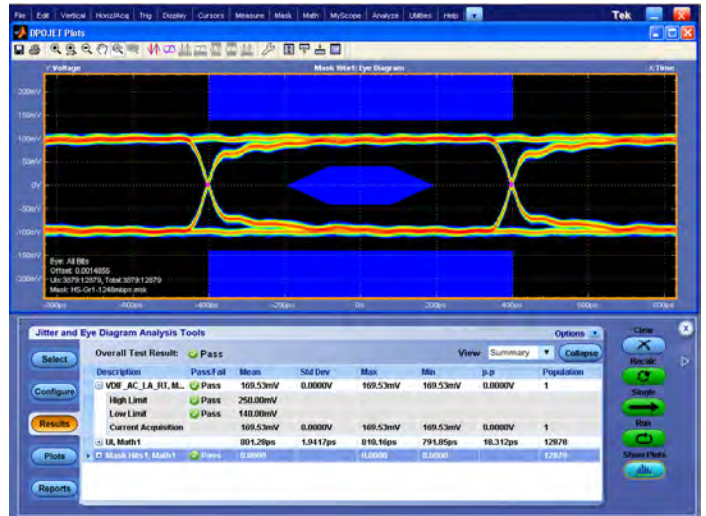 File Edit Vertical Horiz/Acq Trig Display Cursors Measure Mask Math MyScope Analyze Utilities Help Tek
DPOJET Plots
Y:Voltage Mask Hits1: Eye Diagram X:Time
200mV
150mV
100mV
50mV
0V
-50mV
-100mV
-150mV
-200mV
Eye: All Bits
Offset: 0.0014855
UIs:3879:12879, Total:3879:12879
Mask: HS-Gr1-1248mbps.msk
-600ps -400ps -200ps 0s 200ps 400ps
Jitter and Eye Diagram Analysis Tools Options Clear X
Select Overall Test Result: Pass View Summary Collapse
Description Pass/Fail Mean Std Dev Max Min p-p Population Recalc
VDIF_AC_LA_RT, M... Pass 169.53mV 0.0000V 169.53mV 169.53mV 0.0000V 1
Configure High Limit Pass 250.00mV Single
Low Limit Pass 140.00mV
Results Current Acquisition 169.53mV 0.0000V 169.53mV 169.53mV 0.0000V 1 Run
UI, Math1 801.28ps 1.9417ps 810.16ps 791.85ps 18.312ps 12878
Plots Mask Hits1, Math1 Pass 0.0000 0.0000 0.0000 12879 Show Plots
Reports